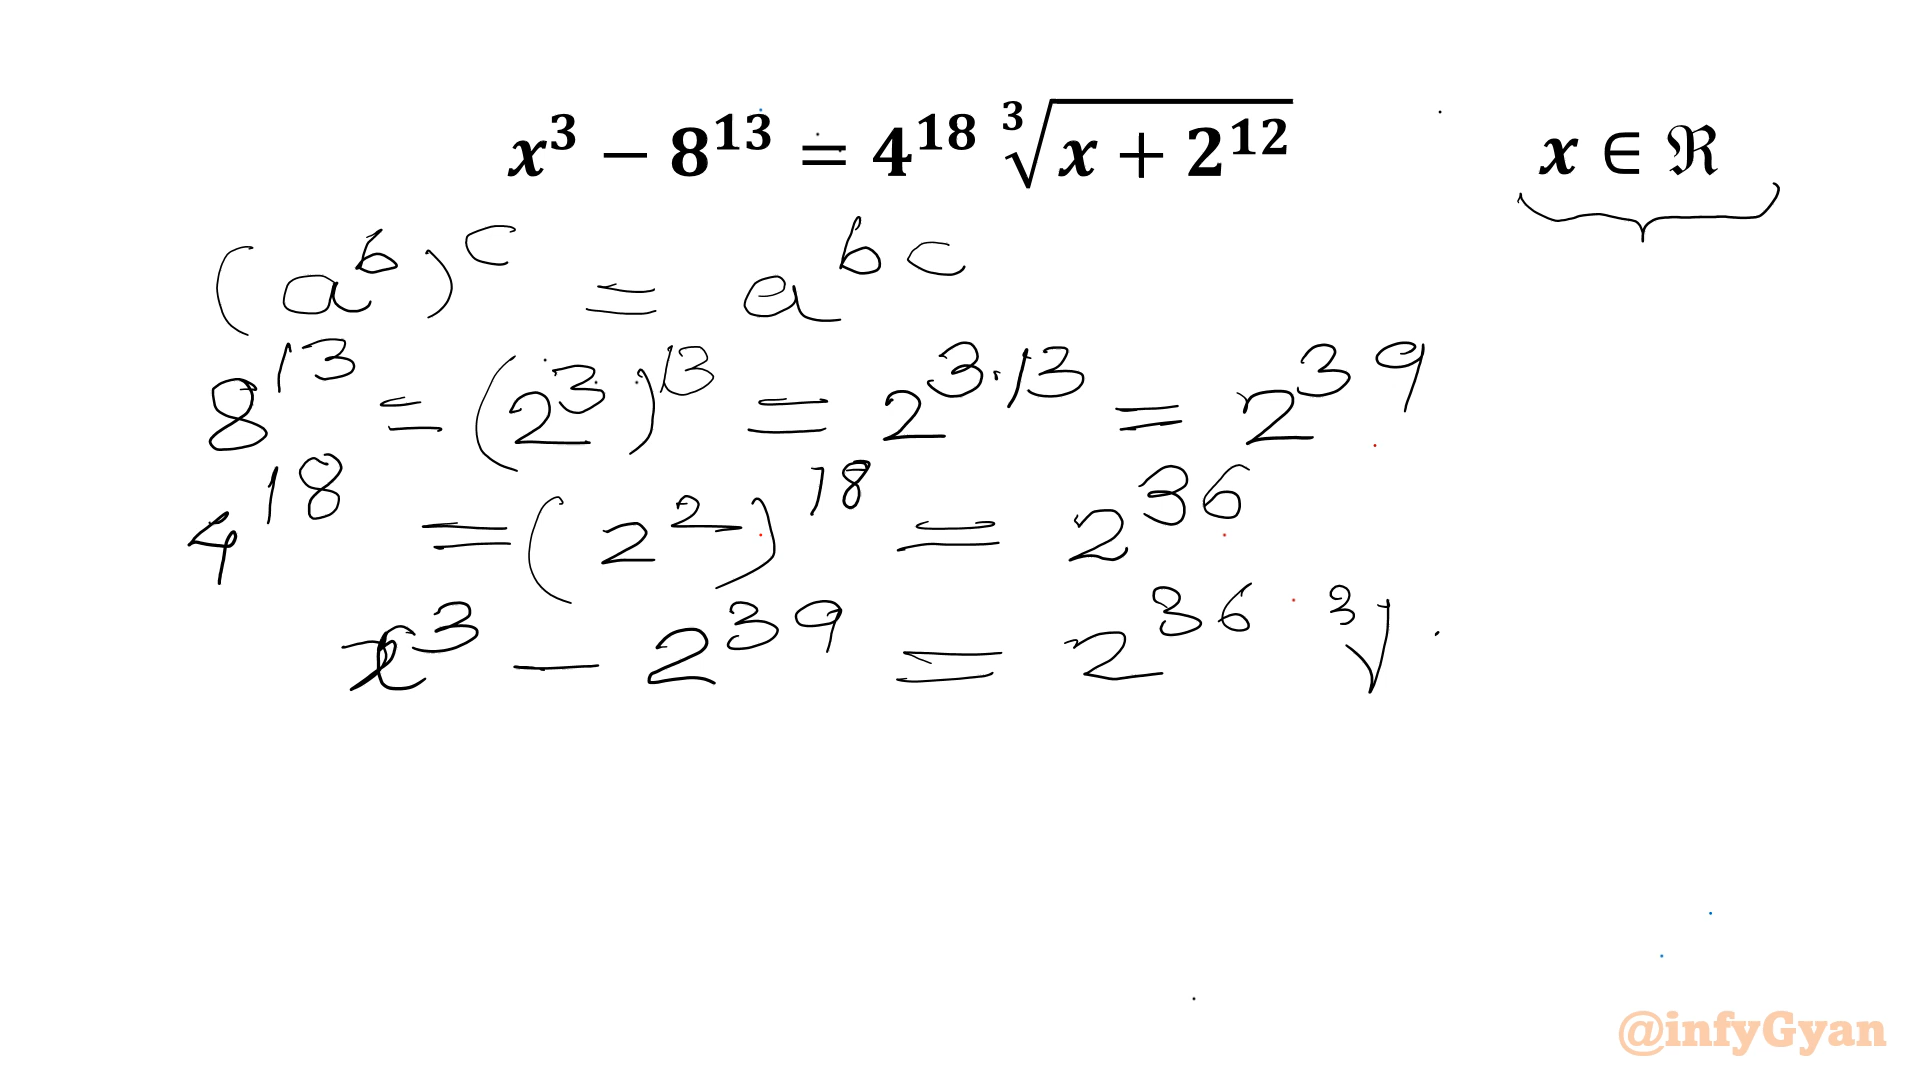 x³ − 8¹³ = 4¹⁸ ∛(x + 2¹²) x ∈ ℜ
(a^b)^c = a^bc
8¹³ = (2³)¹³ = 2^3·13 = 2³⁹
4¹⁸ = (2²)¹⁸ = 2³⁶
x³ − 2³⁹ = 2³⁶ · ∛
@infyGyan